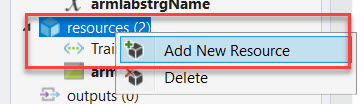 armlabstrgName
resources (2)
Add New Resource
Trai
Delete
arm
outputs (0)